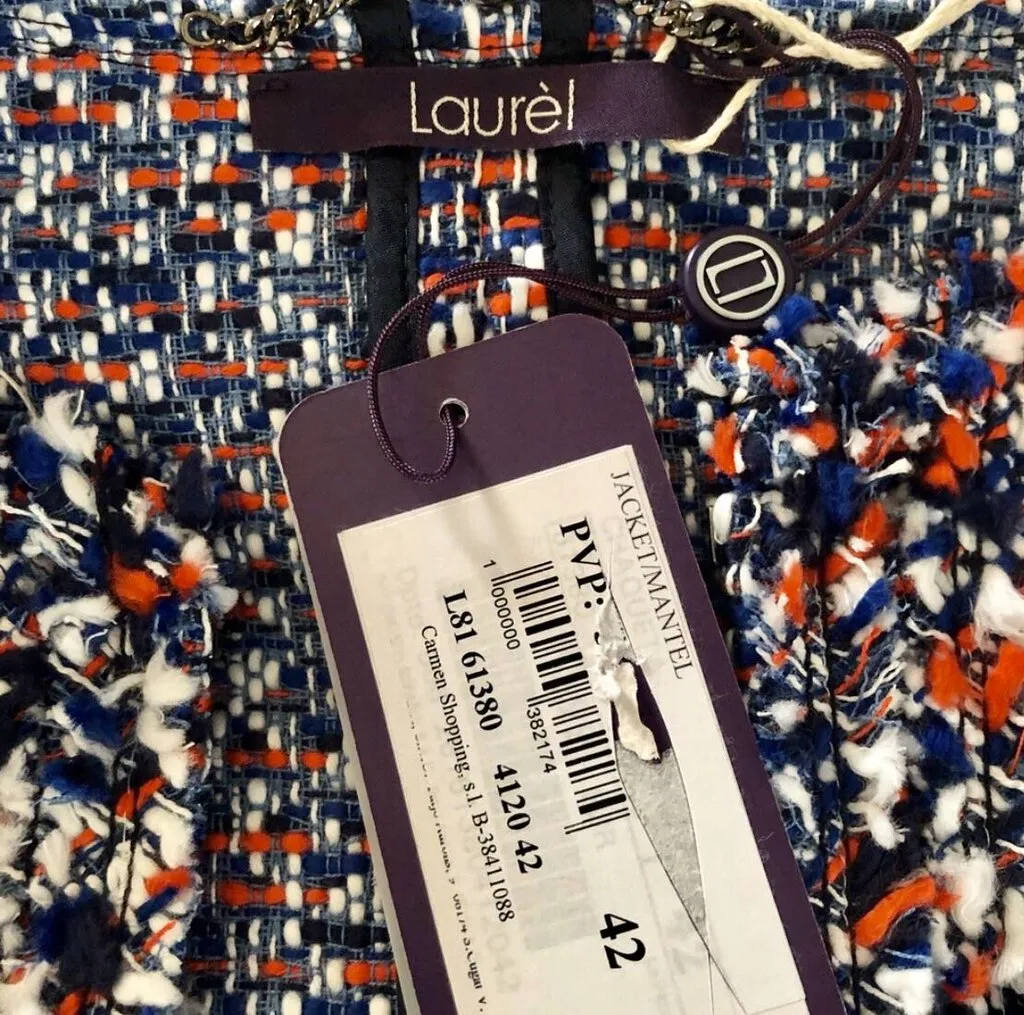 Laurèl
JACKET/MANTEL
PVP:
1 000000 382174
L81 61380 4120 42
Carmen Shopping, s.l. B-38411088
42